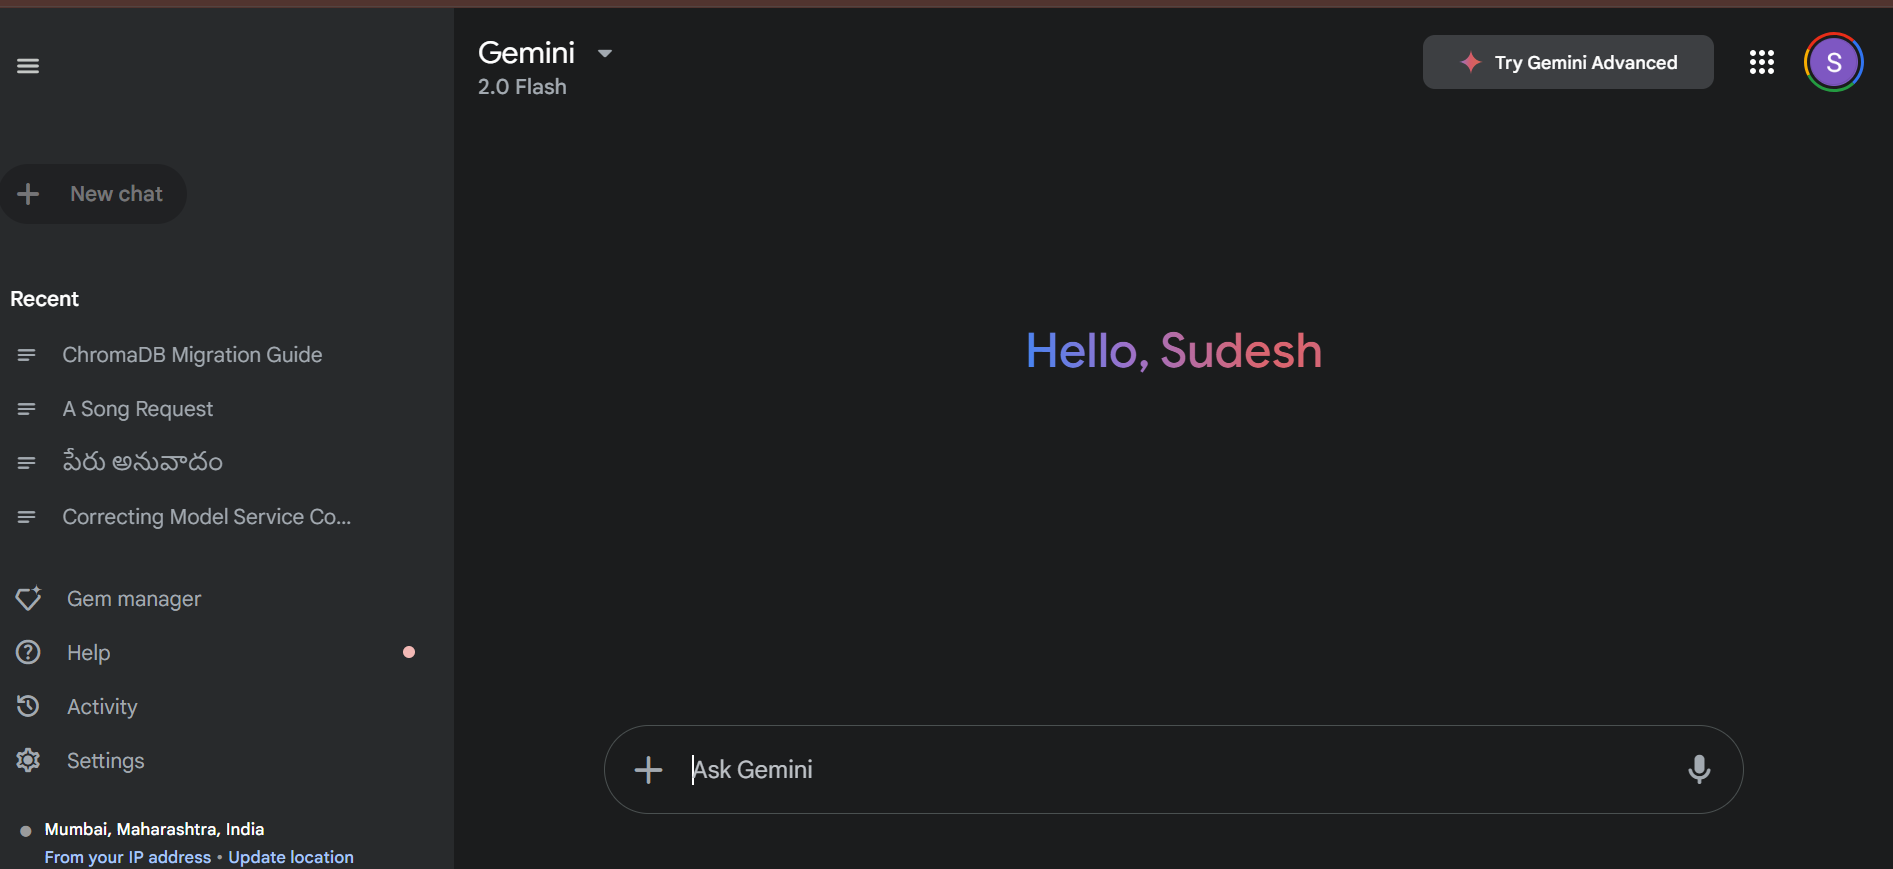 Gemini
2.0 Flash
Try Gemini Advanced
S
New chat
Recent
ChromaDB Migration Guide
A Song Request
పేరు అనువాదం
Correcting Model Service Co...
Gem manager
Help
Activity
Settings
Mumbai, Maharashtra, India
From your IP address • Update location
Hello, Sudesh
Ask Gemini